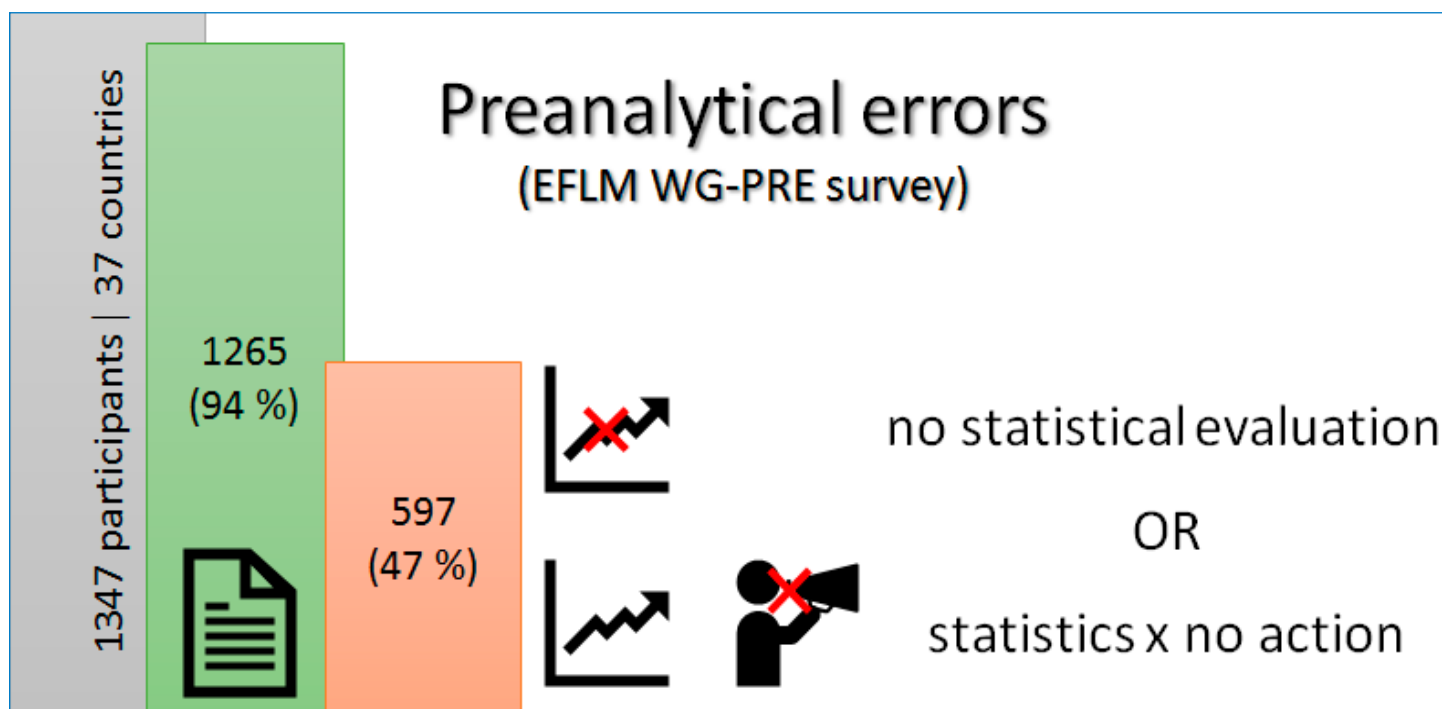 1347 participants | 37 countries
Preanalytical errors
(EFLM WG-PRE survey)
1265
(94 %)
597
(47 %)
no statistical evaluation
OR
statistics x no action